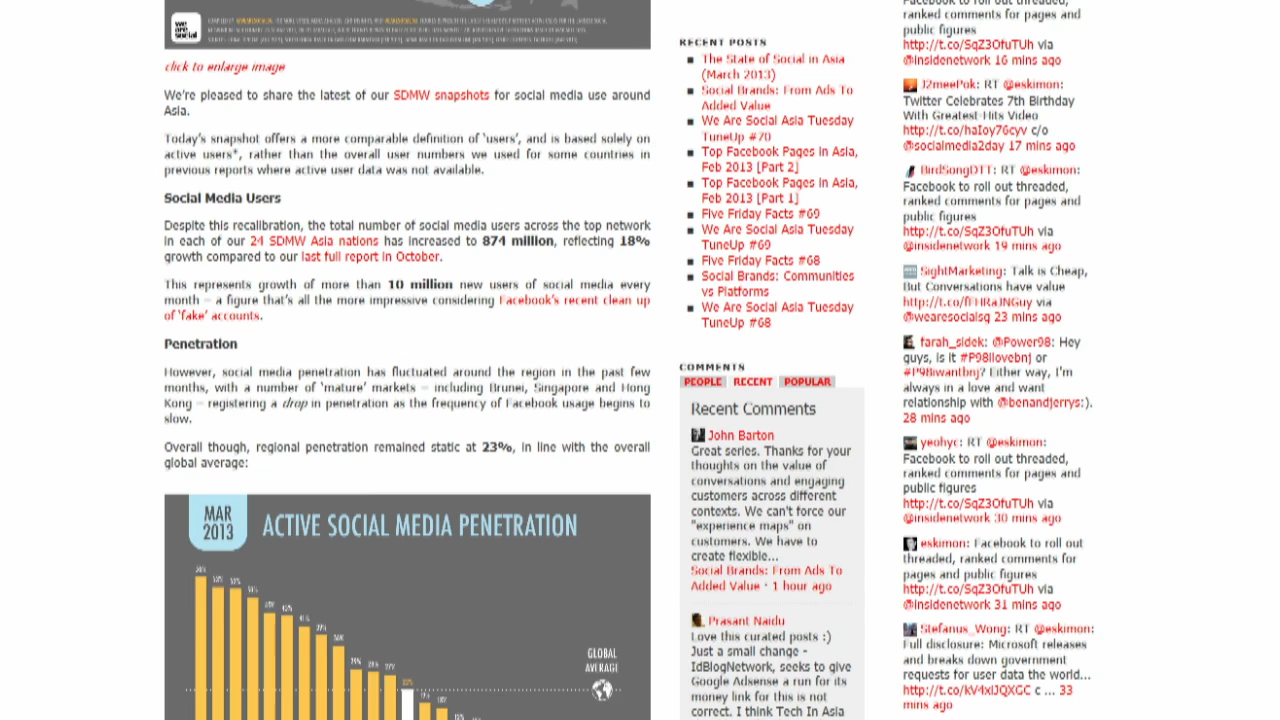 we are social
click to enlarge image
We're pleased to share the latest of our SDMW snapshots for social media use around
Asia.
Today's snapshot offers a more comparable definition of 'users', and is based solely on
active users*, rather than the overall user numbers we used for some countries in
previous reports where active user data was not available.
Social Media Users
Despite this recalibration, the total number of social media users across the top network
in each of our 24 SDMW Asia nations has increased to 874 million, reflecting 18%
growth compared to our last full report in October.
This represents growth of more than 10 million new users of social media every
month – a figure that's all the more impressive considering Facebook's recent clean up
of 'fake' accounts.
Penetration
However, social media penetration has fluctuated around the region in the past few
months, with a number of 'mature' markets – including Brunei, Singapore and Hong
Kong – registering a drop in penetration as the frequency of Facebook usage begins to
slow.
Overall though, regional penetration remained static at 23%, in line with the overall
global average:
MAR
2013
ACTIVE SOCIAL MEDIA PENETRATION
GLOBAL
AVERAGE
RECENT POSTS
The State of Social in Asia
(March 2013)
Social Brands: From Ads To
Added Value
We Are Social Asia Tuesday
TuneUp #70
Top Facebook Pages in Asia,
Feb 2013 [Part 2]
Top Facebook Pages in Asia,
Feb 2013 [Part 1]
Five Friday Facts #69
We Are Social Asia Tuesday
TuneUp #69
Five Friday Facts #68
Social Brands: Communities
vs Platforms
We Are Social Asia Tuesday
TuneUp #68
COMMENTS
PEOPLE RECENT POPULAR
Recent Comments
John Barton
Great series. Thanks for your
thoughts on the value of
conversations and engaging
customers across different
contexts. We can't force our
"experience maps" on
customers. We have to
create flexible...
Social Brands: From Ads To
Added Value · 1 hour ago
Prasant Naidu
Love this curated posts :)
Just a small change -
IdBlogNetwork, seeks to give
Google Adsense a run for its
money link for this is not
correct. I think Tech In Asia
Facebook to roll out threaded,
ranked comments for pages and
public figures
http://t.co/SqZ3OfuTUh via
@insidenetwork 16 mins ago
J2meePok: RT @eskimon:
Twitter Celebrates 7th Birthday
With Greatest-Hits Video
http://t.co/haIoy76cyv c/o
@socialmedia2day 17 mins ago
BirdSongDTT: RT @eskimon:
Facebook to roll out threaded,
ranked comments for pages and
public figures
http://t.co/SqZ3OfuTUh via
@insidenetwork 19 mins ago
SightMarketing: Talk is Cheap,
But Conversations have value
http://t.co/fFHRaJNGuy via
@wearesocialsg 23 mins ago
farah_sidek: @Power98: Hey
guys, is it #P98ilovebnj or
#P98iwantbnj? Either way, I'm
always in a love and want
relationship with @benandjerrys:).
28 mins ago
yeohyc: RT @eskimon:
Facebook to roll out threaded,
ranked comments for pages and
public figures
http://t.co/SqZ3OfuTUh via
@insidenetwork 30 mins ago
eskimon: Facebook to roll out
threaded, ranked comments for
pages and public figures
http://t.co/SqZ3OfuTUh via
@insidenetwork 31 mins ago
Stefanus_Wong: RT @eskimon:
Full disclosure: Microsoft releases
and breaks down government
requests for user data the world...
http://t.co/kV4xlJQXGC c ... 33
mins ago